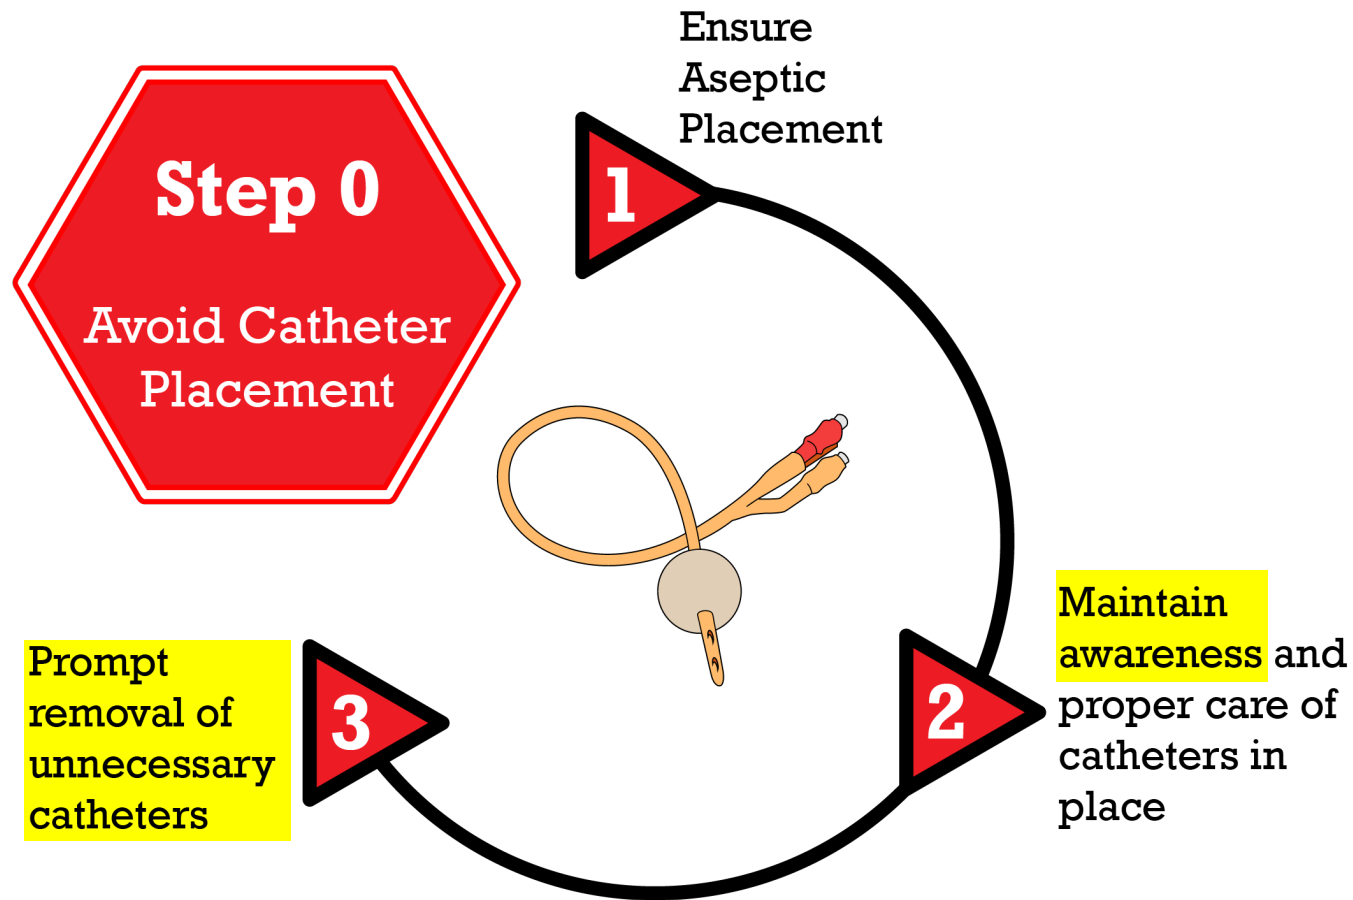 Step 0
Avoid Catheter
Placement
Ensure
Aseptic
Placement
1
2
Maintain
awareness and
proper care of
catheters in
place
3
Prompt
removal of
unnecessary
catheters